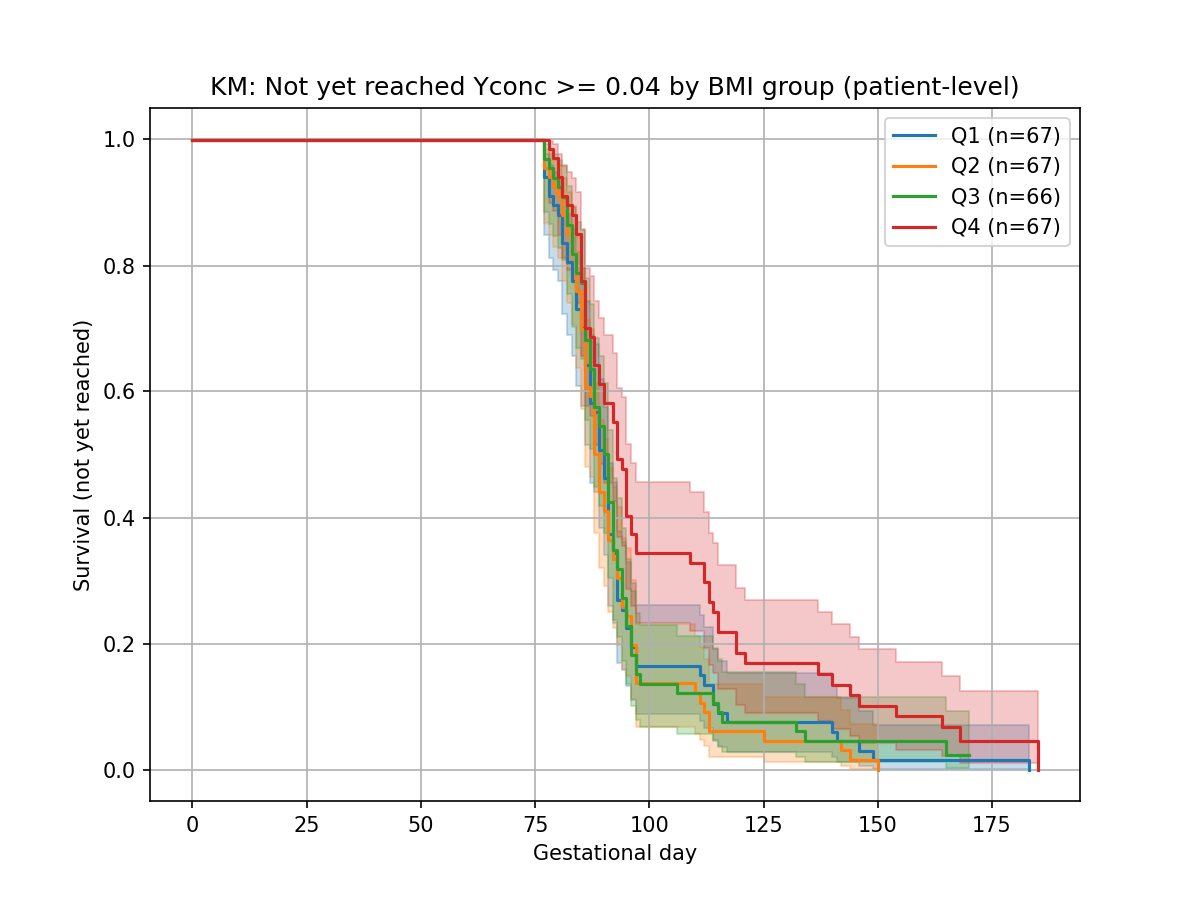 KM: Not yet reached Yconc >= 0.04 by BMI group (patient-level)
Q1 (n=67)
Q2 (n=67)
Q3 (n=66)
Q4 (n=67)
Survival (not yet reached)
1.0
0.8
0.6
0.4
0.2
0.0
0 25 50 75 100 125 150 175
Gestational day